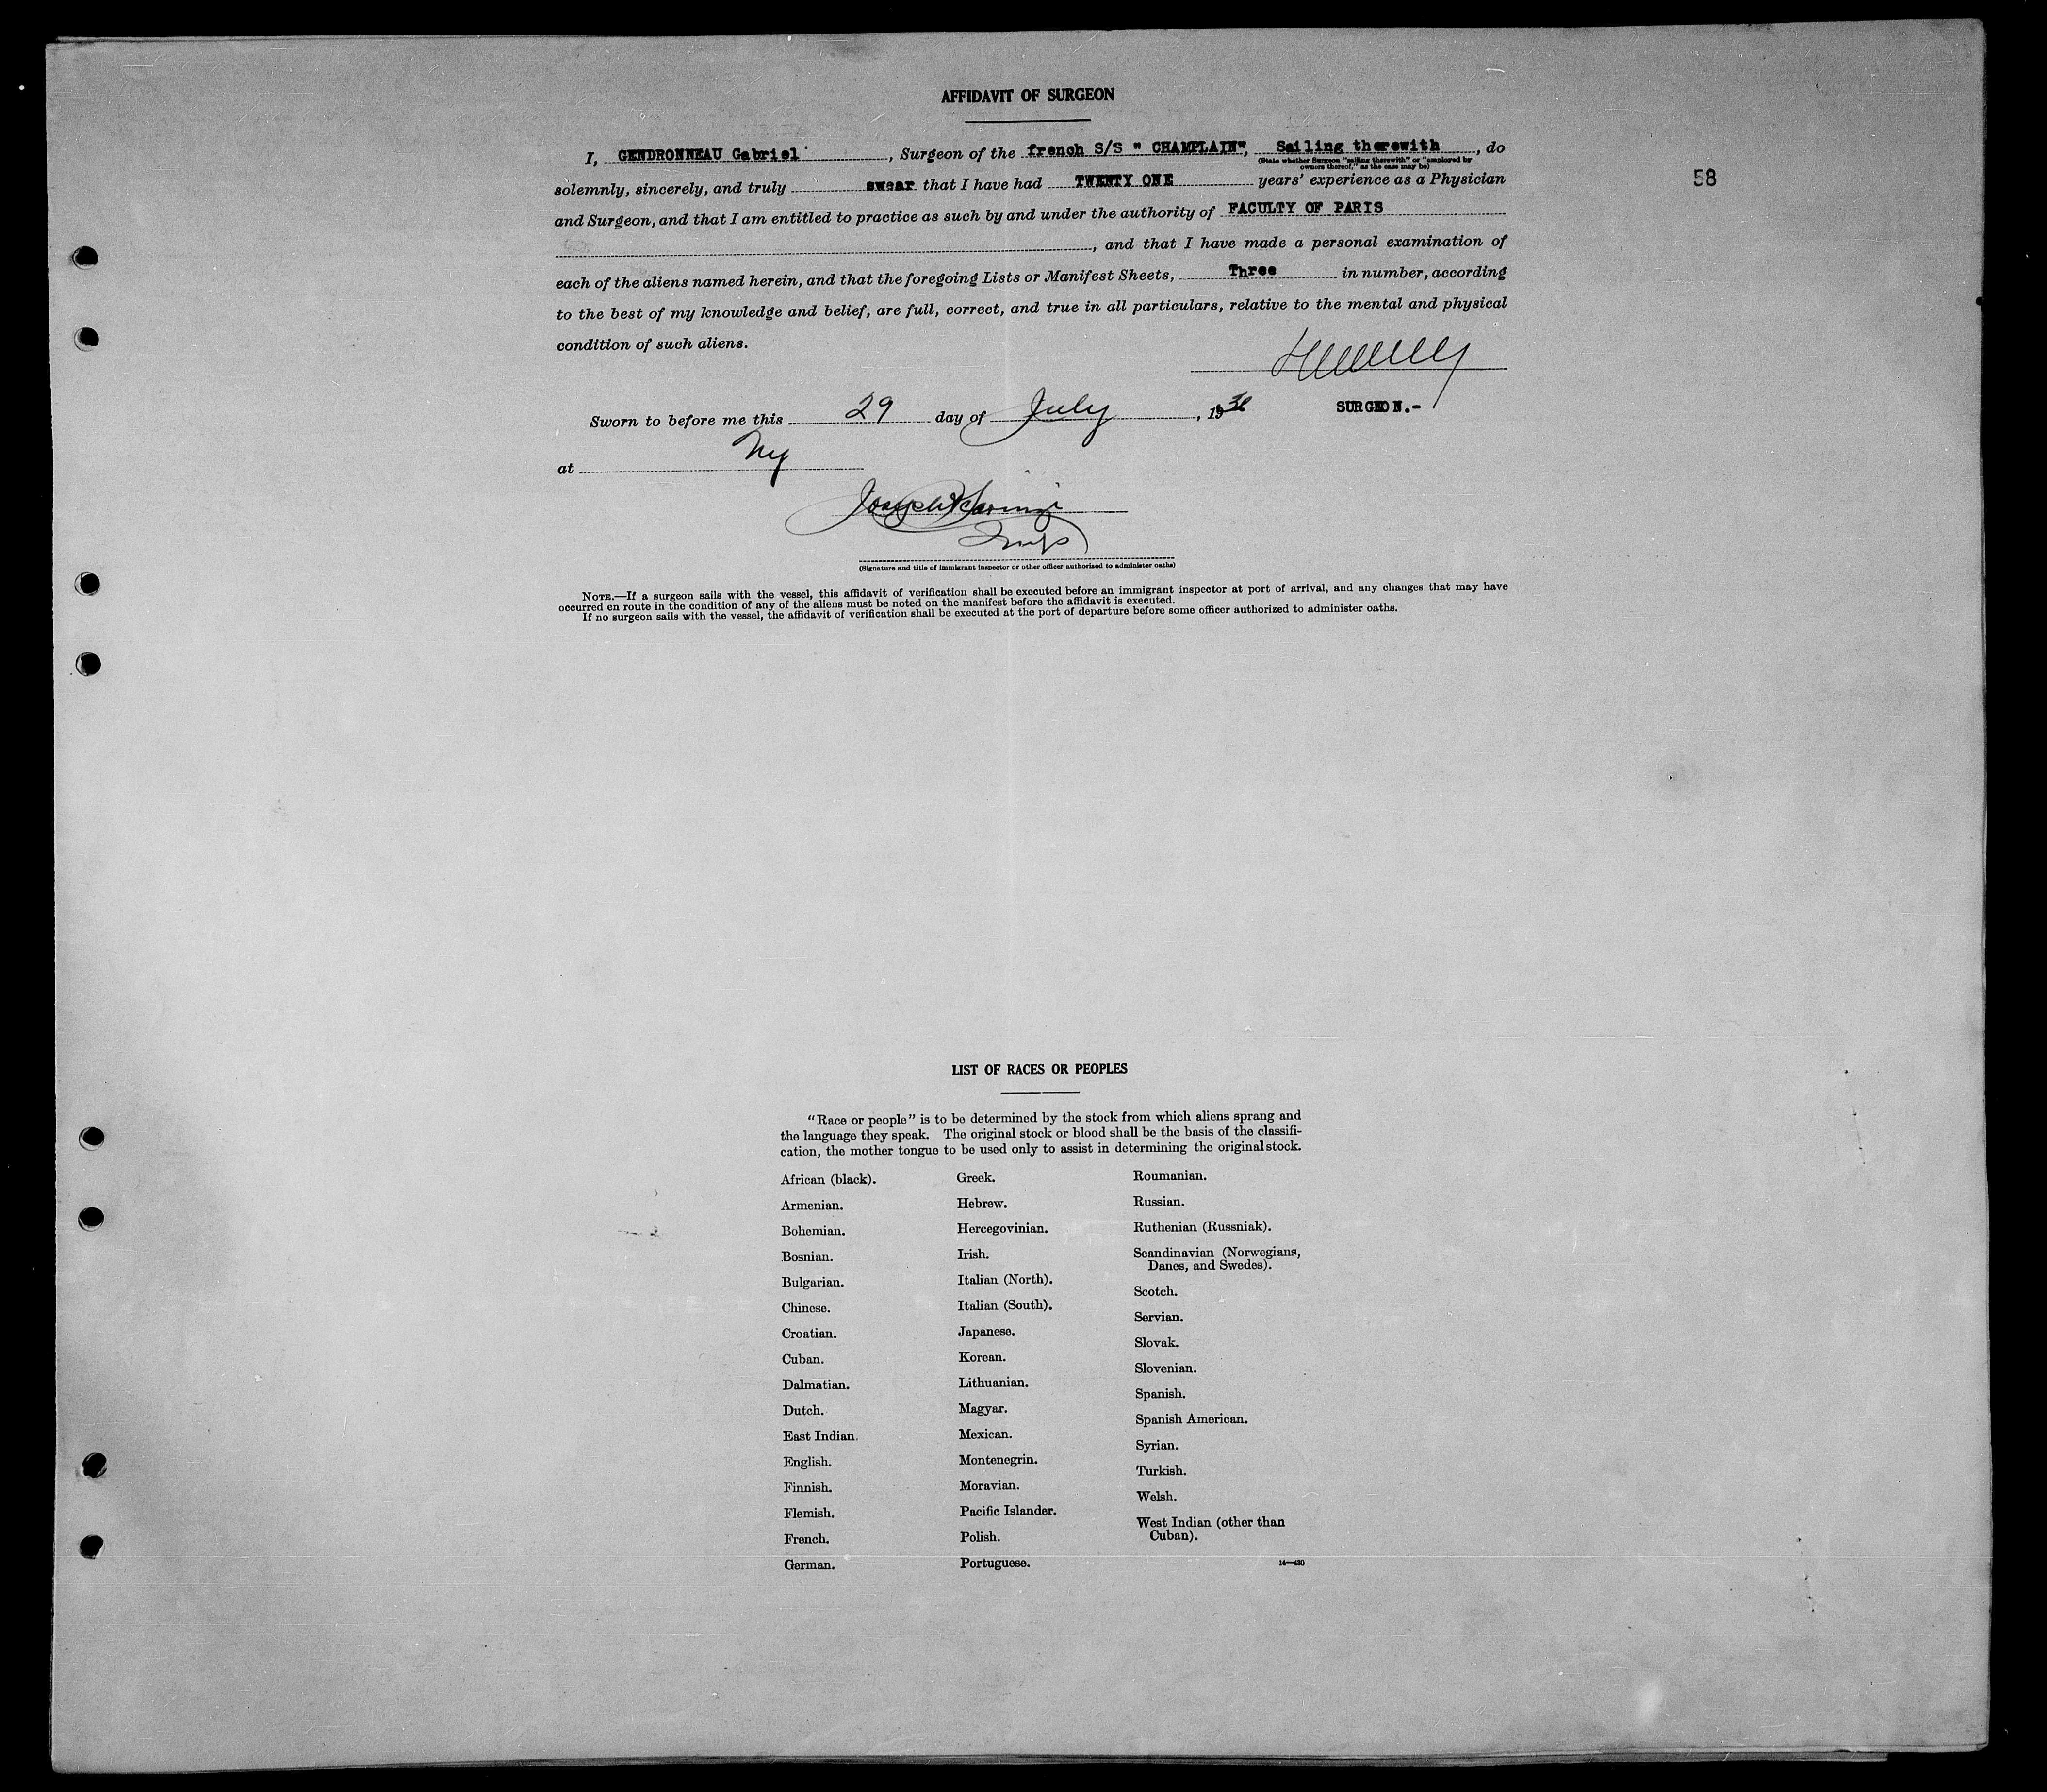 AFFIDAVIT OF SURGEON
I, GENDRONNEAU Gabriel, Surgeon of the french S/S " CHAMPLAIN", Sailing therewith, do
(State whether Surgeon "sailing therewith" or "employed by
owners thereof," as the case may be)
58
solemnly, sincerely, and truly swear that I have had TWENTY ONE years' experience as a Physician
and Surgeon, and that I am entitled to practice as such by and under the authority of FACULTY OF PARIS
, and that I have made a personal examination of
each of the aliens named herein, and that the foregoing Lists or Manifest Sheets, Three in number, according
to the best of my knowledge and belief, are full, correct, and true in all particulars, relative to the mental and physical
condition of such aliens.
Sworn to before me this 29 day of July, 193
SURGEON.-
at NY
Joseph
Insp
(Signature and title of immigrant inspector or other officer authorized to administer oaths)
NOTE.—If a surgeon sails with the vessel, this affidavit of verification shall be executed before an immigrant inspector at port of arrival, and any changes that may have
occurred en route in the condition of any of the aliens must be noted on the manifest before the affidavit is executed.
If no surgeon sails with the vessel, the affidavit of verification shall be executed at the port of departure before some officer authorized to administer oaths.
LIST OF RACES OR PEOPLES
"Race or people" is to be determined by the stock from which aliens sprang and
the language they speak. The original stock or blood shall be the basis of the classifi-
cation, the mother tongue to be used only to assist in determining the original stock.
African (black).
Armenian.
Bohemian.
Bosnian.
Bulgarian.
Chinese.
Croatian.
Cuban.
Dalmatian.
Dutch.
East Indian.
English.
Finnish.
Flemish.
French.
German.
Greek.
Hebrew.
Hercegovinian.
Irish.
Italian (North).
Italian (South).
Japanese.
Korean.
Lithuanian.
Magyar.
Mexican.
Montenegrin.
Moravian.
Pacific Islander.
Polish.
Portuguese.
Roumanian.
Russian.
Ruthenian (Russniak).
Scandinavian (Norwegians,
Danes, and Swedes).
Scotch.
Servian.
Slovak.
Slovenian.
Spanish.
Spanish American.
Syrian.
Turkish.
Welsh.
West Indian (other than
Cuban).
14—430